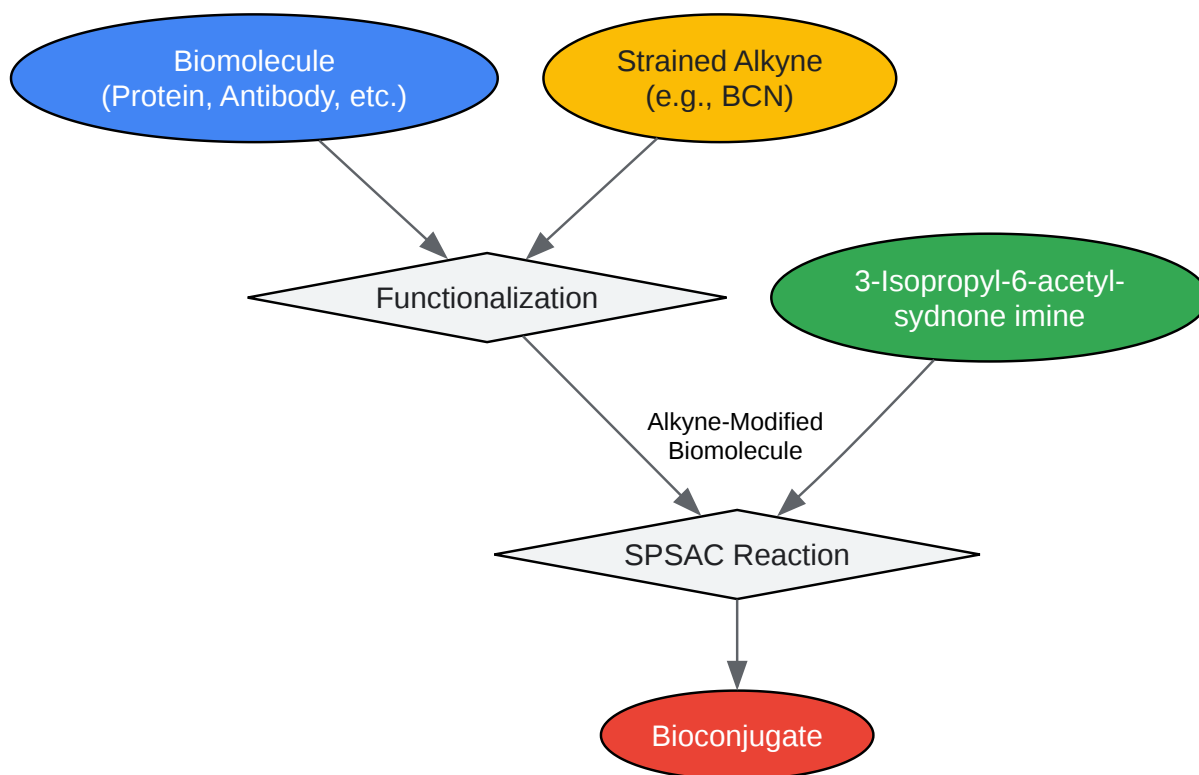 Biomolecule
(Protein, Antibody, etc.)
Strained Alkyne
(e.g., BCN)
Functionalization
3-Isopropyl-6-acetyl-
sydnone imine
Alkyne-Modified
Biomolecule
SPSAC Reaction
Bioconjugate